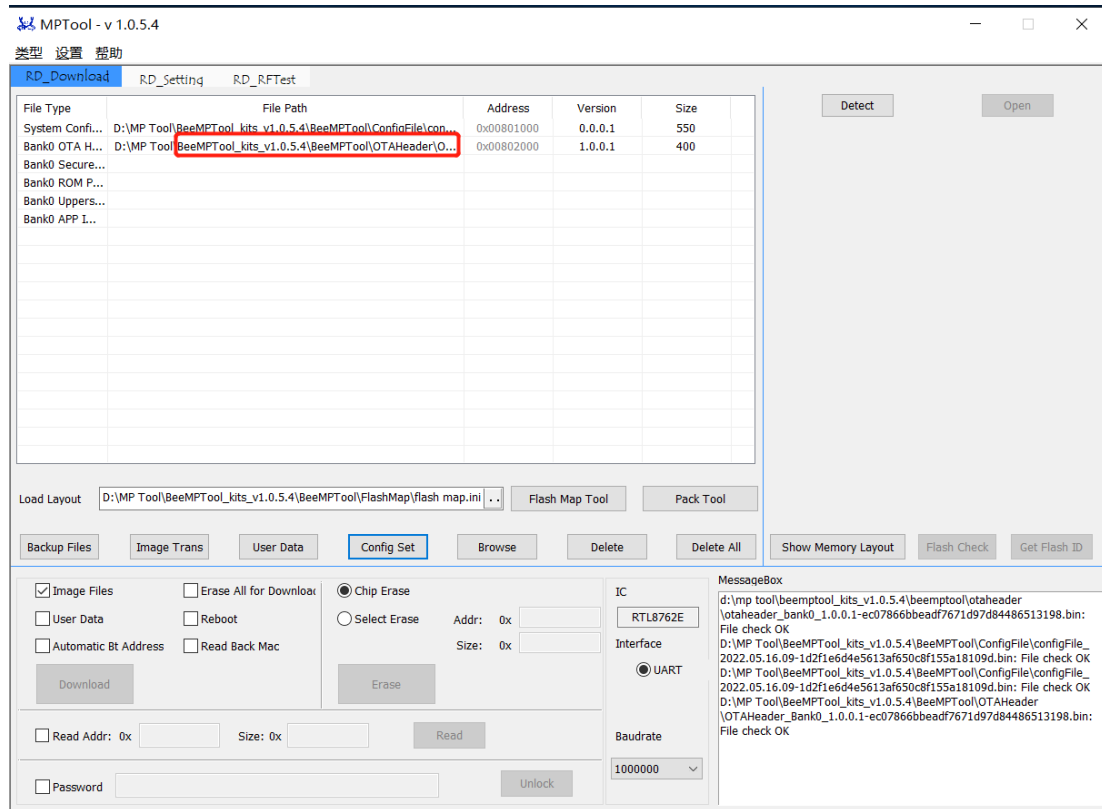 MPTool - v 1.0.5.4
类型 设置 帮助
RD_Download RD_Setting RD_RFTest
File Type File Path Address Version Size
System Confi... D:\MP Tool\BeeMPTool_kits_v1.0.5.4\BeeMPTool\ConfigFile\con... 0x00801000 0.0.0.1 550
Bank0 OTA H... D:\MP Tool\BeeMPTool_kits_v1.0.5.4\BeeMPTool\OTAHeader\O... 0x00802000 1.0.0.1 400
Bank0 Secure...
Bank0 ROM P...
Bank0 Uppers...
Bank0 APP I...
Detect Open
Load Layout D:\MP Tool\BeeMPTool_kits_v1.0.5.4\BeeMPTool\FlashMap\flash map.ini .. Flash Map Tool Pack Tool
Backup Files Image Trans User Data Config Set Browse Delete Delete All Show Memory Layout Flash Check Get Flash ID
Image Files Erase All for Download Chip Erase
User Data Reboot Select Erase Addr: 0x
Automatic Bt Address Read Back Mac Size: 0x
Download Erase
Read Addr: 0x Size: 0x Read
Password Unlock
IC
RTL8762E
Interface
UART
Baudrate
1000000
MessageBox
d:\mp tool\beemptool_kits_v1.0.5.4\beemptool\otaheader
\otaheader_bank0_1.0.0.1-ec07866bbeadf7671d97d84486513198.bin:
File check OK
D:\MP Tool\BeeMPTool_kits_v1.0.5.4\BeeMPTool\ConfigFile\configFile_
2022.05.16.09-1d2f1e6d4e5613af650c8f155a18109d.bin: File check OK
D:\MP Tool\BeeMPTool_kits_v1.0.5.4\BeeMPTool\ConfigFile\configFile_
2022.05.16.09-1d2f1e6d4e5613af650c8f155a18109d.bin: File check OK
D:\MP Tool\BeeMPTool_kits_v1.0.5.4\BeeMPTool\OTAHeader
\OTAHeader_Bank0_1.0.0.1-ec07866bbeadf7671d97d84486513198.bin:
File check OK